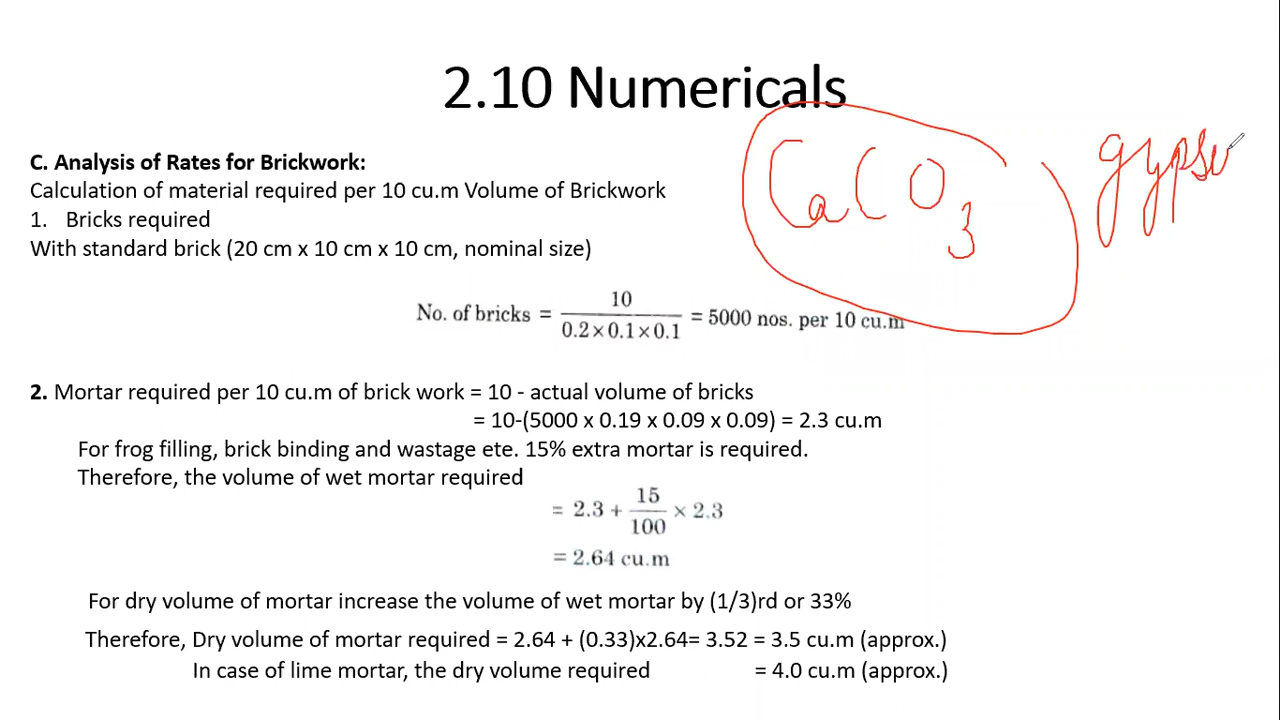 2.10 Numericals
C. Analysis of Rates for Brickwork:
Calculation of material required per 10 cu.m Volume of Brickwork
1. Bricks required
With standard brick (20 cm x 10 cm x 10 cm, nominal size)
CaCO3
gypsu
No. of bricks = 10 / 0.2×0.1×0.1 = 5000 nos. per 10 cu.m
2. Mortar required per 10 cu.m of brick work = 10 - actual volume of bricks
= 10-(5000 x 0.19 x 0.09 x 0.09) = 2.3 cu.m
For frog filling, brick binding and wastage ete. 15% extra mortar is required.
Therefore, the volume of wet mortar required
= 2.3 + 15/100 × 2.3
= 2.64 cu.m
For dry volume of mortar increase the volume of wet mortar by (1/3)rd or 33%
Therefore, Dry volume of mortar required = 2.64 + (0.33)x2.64= 3.52 = 3.5 cu.m (approx.)
In case of lime mortar, the dry volume required = 4.0 cu.m (approx.)